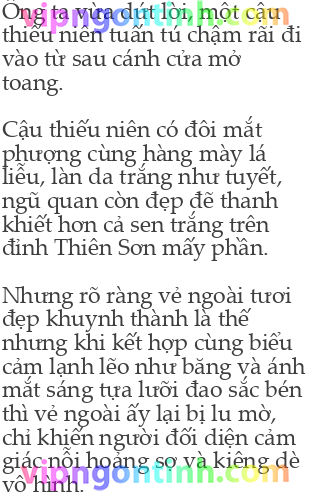 Ông ta vừa dứt lời, một cậu
thiếu niên tuấn tú chậm rãi đi
vào từ sau cánh cửa mở
toang.
Cậu thiếu niên có đôi mắt
phượng cùng hàng mày lá
liễu, làn da trắng như tuyết,
ngũ quan còn đẹp đẽ thanh
khiết hơn cả sen trắng trên
đỉnh Thiên Sơn mấy phần.
Nhưng rõ ràng vẻ ngoài tươi
đẹp khuynh thành là thế
nhưng khi kết hợp cùng biểu
cảm lạnh lẽo như băng và ánh
mắt sáng tựa lưỡi đao sắc bén
thì vẻ ngoài ấy lại bị lu mờ,
chỉ khiến người đối diện cảm
giác nỗi hoảng sợ và kiêng dè
vô hình.
vipngontinh.com
vipngontinh.com